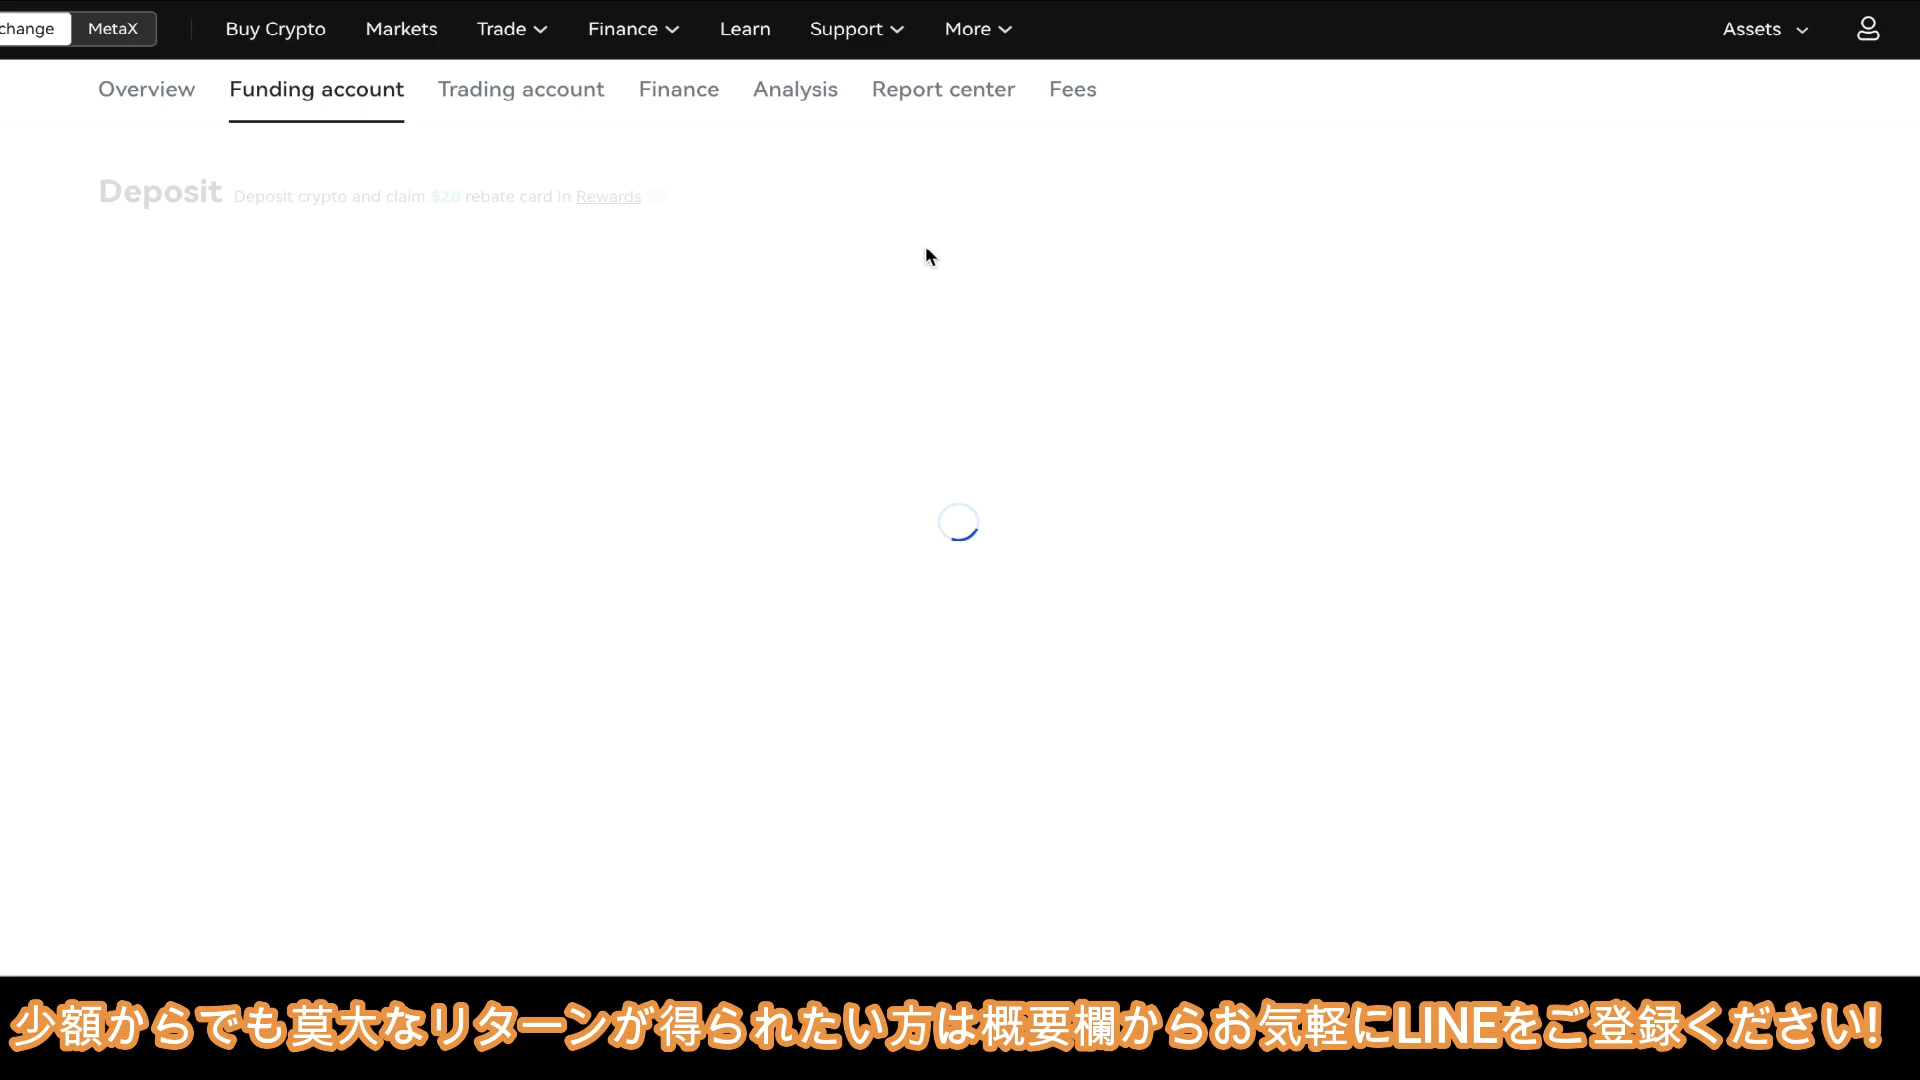 change MetaX Buy Crypto Markets Trade Finance Learn Support More Assets
Overview Funding account Trading account Finance Analysis Report center Fees
Deposit Deposit crypto and claim $20 rebate card in Rewards
少額からでも莫大なリターンが得られたい方は概要欄からお気軽にLINEをご登録ください!